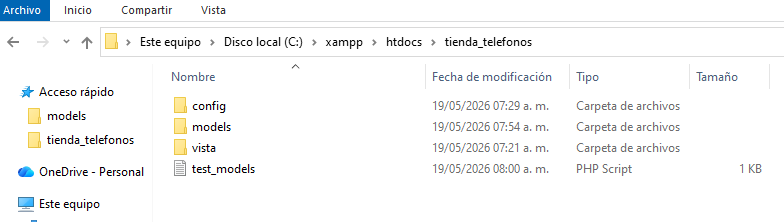 Archivo Inicio Compartir Vista
Este equipo > Disco local (C:) > xampp > htdocs > tienda_telefonos
Nombre Fecha de modificación Tipo Tamaño
Acceso rápido
models
tienda_telefonos
OneDrive - Personal
Este equipo
config 19/05/2026 07:29 a. m. Carpeta de archivos
models 19/05/2026 07:54 a. m. Carpeta de archivos
vista 19/05/2026 07:21 a. m. Carpeta de archivos
test_models 19/05/2026 08:00 a. m. PHP Script 1 KB